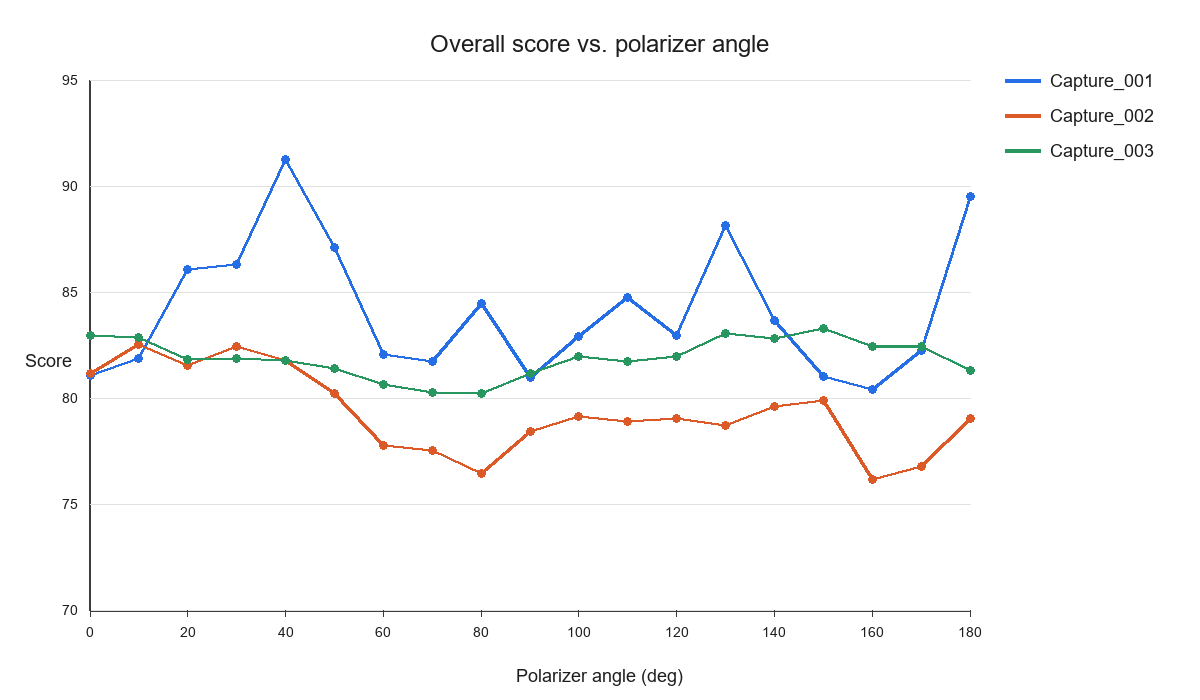 Overall score vs. polarizer angle
Capture_001
Capture_002
Capture_003
95
90
85
80
75
70
Score
0 20 40 60 80 100 120 140 160 180
Polarizer angle (deg)